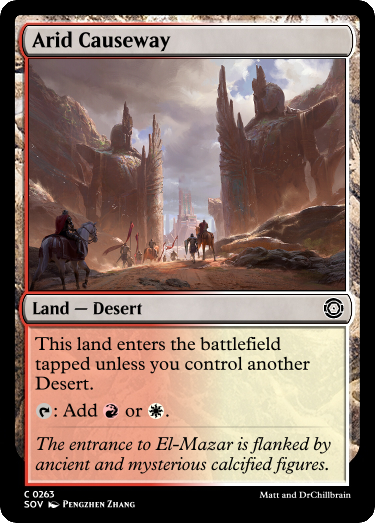 Arid Causeway
Land — Desert
This land enters the battlefield
tapped unless you control another
Desert.
: Add or .
The entrance to El-Mazar is flanked by
ancient and mysterious calcified figures.
C 0263
SOV Pengzhen Zhang
Matt and DrChillbrain